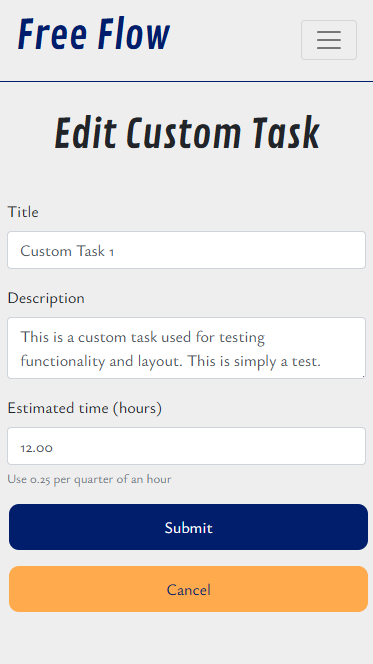 Free Flow
Edit Custom Task
Title
Custom Task 1
Description
This is a custom task used for testing
functionality and layout. This is simply a test.
Estimated time (hours)
12.00
Use 0.25 per quarter of an hour
Submit
Cancel